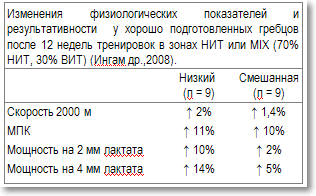 Изменения физиологических показателей и
результативности у хорошо подготовленных гребцов
после 12 недель тренировок в зонах НИТ или MIX (70%
НИТ, 30% ВИТ) (Ингам др.,2008).
Низкий Смешанная
(n = 9) (n = 9)
Скорость 2000 м ↑ 2% ↑ 1,4%
МПК ↑ 11% ↑ 10%
Мощность на 2 мм лактата ↑ 10% ↑ 2%
Мощность на 4 мм лактата ↑ 14% ↑ 5%